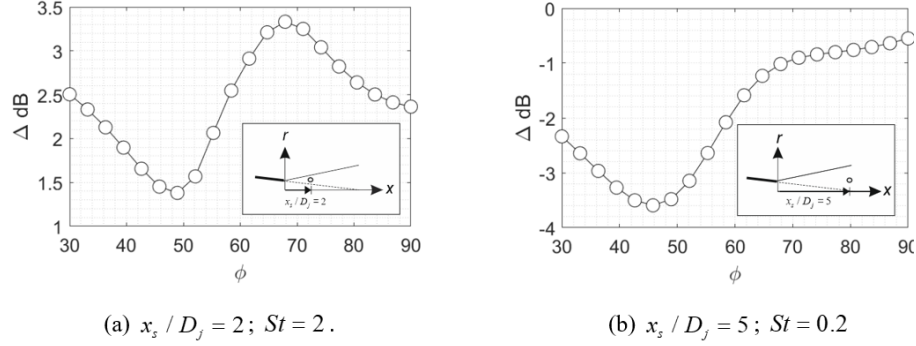 3.5
3
2.5
2
1.5
1
Δ dB
30 40 50 60 70 80 90
ϕ
r
x
x_s / D_j = 2
0
-1
-2
-3
-4
Δ dB
30 40 50 60 70 80 90
ϕ
r
x
x_s / D_j = 5
(a) x_s / D_j = 2 ; St = 2 .
(b) x_s / D_j = 5 ; St = 0.2